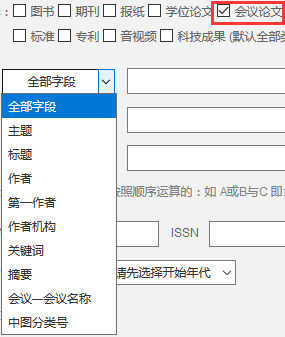 ：□ 图书 □ 期刊 □ 报纸 □ 学位论文 ☑ 会议论文
□ 标准 □ 专利 □ 音视频 □ 科技成果 (默认全部
全部字段
全部字段
主题
标题
作者
第一作者
按照顺序运算的：如 A或B与C 即：
作者机构
ISSN
关键词
摘要
请先选择开始年代
会议—会议名称
中图分类号